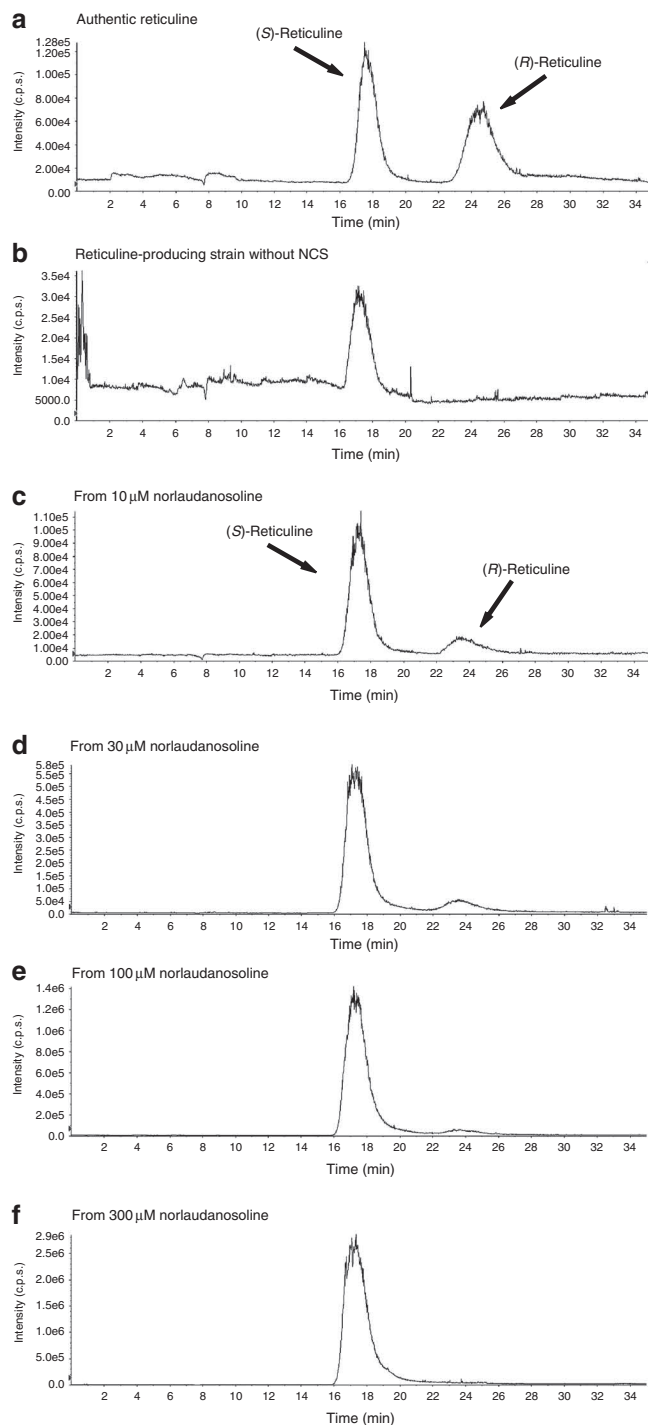 a Authentic reticuline
(S)-Reticuline
(R)-Reticuline
Intensity (c.p.s.)
1.28e5
1.20e5
1.00e5
8.00e4
6.00e4
4.00e4
2.00e4
0.00
2 4 6 8 10 12 14 16 18 20 22 24 26 28 30 32 34
Time (min)
b Reticuline-producing strain without NCS
Intensity (c.p.s.)
3.5e4
3.0e4
2.5e4
2.0e4
1.5e4
1.0e4
5000.0
0.0
2 4 6 8 10 12 14 16 18 20 22 24 26 28 30 32 34
Time (min)
c From 10 μM norlaudanosoline
(S)-Reticuline
(R)-Reticuline
Intensity (c.p.s.)
1.10e5
1.00e5
9.00e4
8.00e4
7.00e4
6.00e4
5.00e4
4.00e4
3.00e4
2.00e4
1.00e4
0.00
2 4 6 8 10 12 14 16 18 20 22 24 26 28 30 32 34
Time (min)
d From 30 μM norlaudanosoline
Intensity (c.p.s.)
5.8e5
5.5e5
5.0e5
4.5e5
4.0e5
3.5e5
3.0e5
2.5e5
2.0e5
1.5e5
1.0e5
5.0e4
0.0
2 4 6 8 10 12 14 16 18 20 22 24 26 28 30 32 34
Time (min)
e From 100 μM norlaudanosoline
Intensity (c.p.s.)
1.4e6
1.2e6
1.0e6
8.0e5
6.0e5
4.0e5
2.0e5
0.0
2 4 6 8 10 12 14 16 18 20 22 24 26 28 30 32 34
Time (min)
f From 300 μM norlaudanosoline
Intensity (c.p.s.)
2.9e6
2.5e6
2.0e6
1.6e6
1.0e6
5.0e5
0.0
2 4 6 8 10 12 14 16 18 20 22 24 26 28 30 32 34
Time (min)